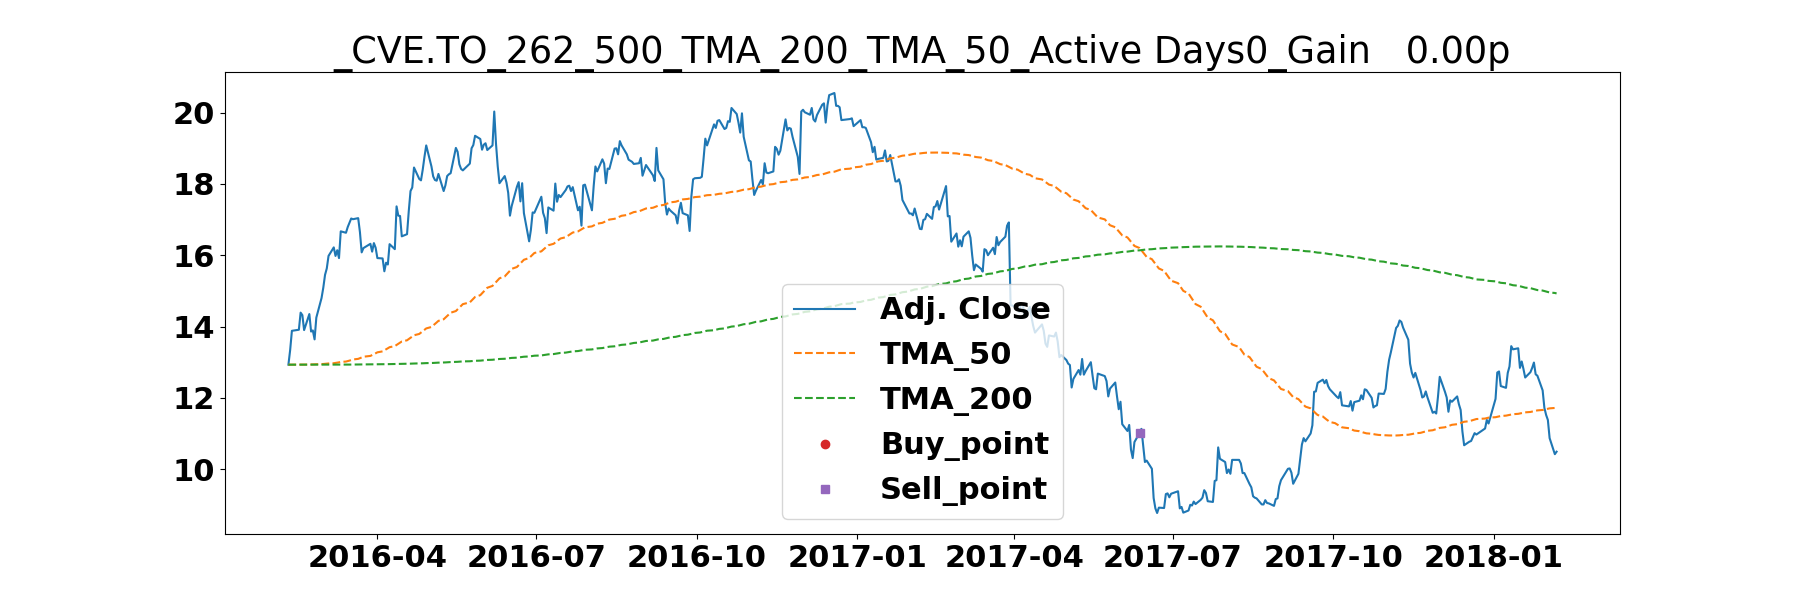 _CVE.TO_262_500_TMA_200_TMA_50_Active Days0_Gain   0.00p
20
18
16
14
12
10
Adj. Close
TMA_50
TMA_200
Buy_point
Sell_point
2016-04 2016-07 2016-10 2017-01 2017-04 2017-07 2017-10 2018-01